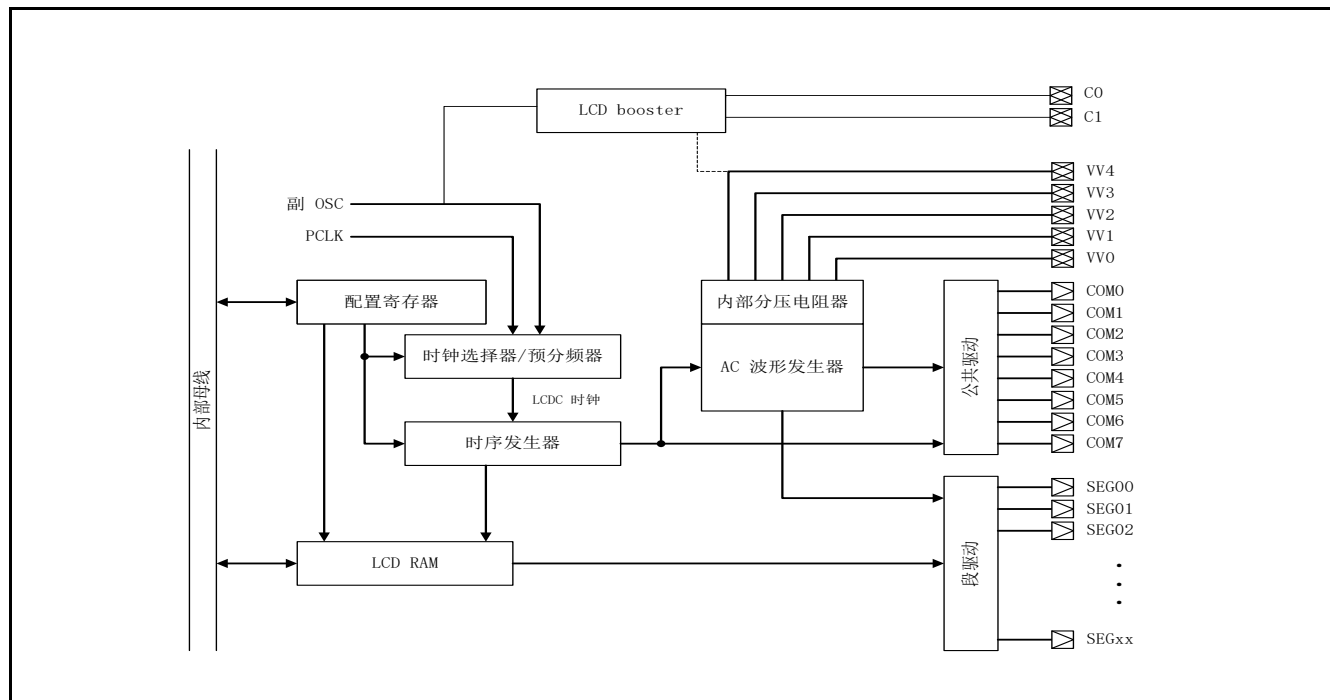 LCD booster
C0
C1
VV4
VV3
VV2
VV1
VV0
副 OSC
PCLK
内部母线
配置寄存器
时钟选择器/预分频器
LCDC 时钟
时序发生器
LCD RAM
内部分压电阻器
AC 波形发生器
公共驱动
COM0
COM1
COM2
COM3
COM4
COM5
COM6
COM7
段驱动
SEG00
SEG01
SEG02
SEGxx